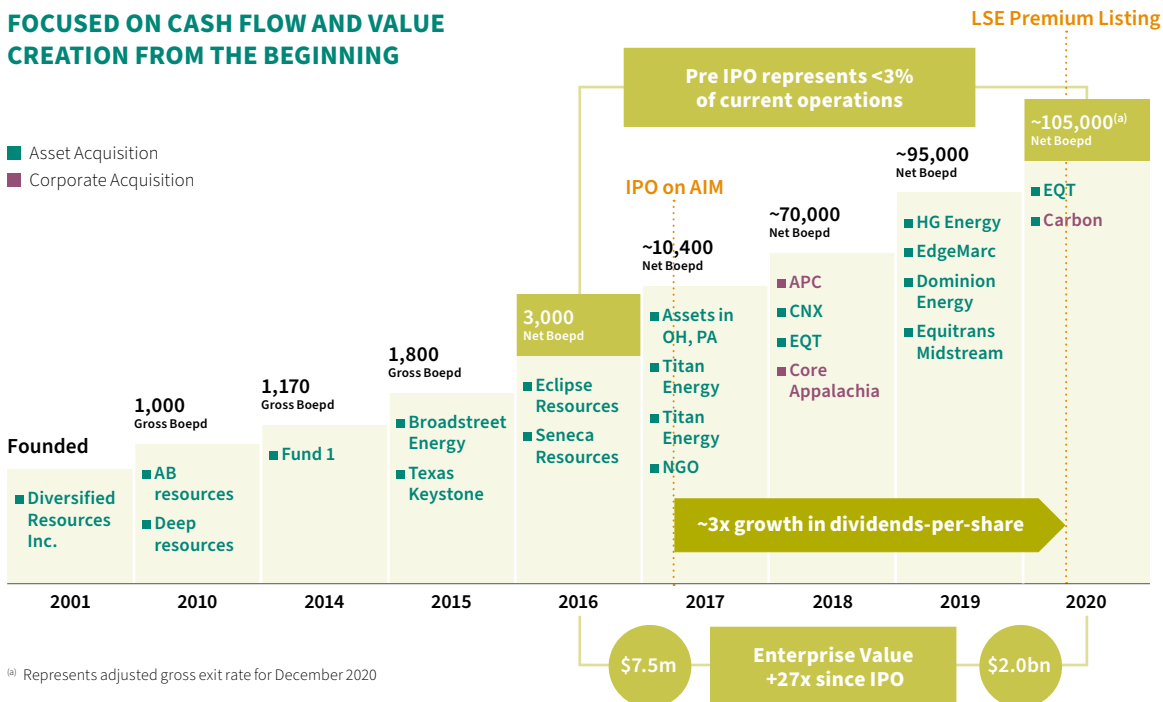 FOCUSED ON CASH FLOW AND VALUE
CREATION FROM THE BEGINNING
LSE Premium Listing
Pre IPO represents <3%
of current operations
Asset Acquisition
Corporate Acquisition
IPO on AIM
Founded
Diversified
Resources
Inc.
1,000
Gross Boepd
AB
resources
Deep
resources
1,170
Gross Boepd
Fund 1
1,800
Gross Boepd
Broadstreet
Energy
Texas
Keystone
3,000
Net Boepd
Eclipse
Resources
Seneca
Resources
~10,400
Net Boepd
Assets in
OH, PA
Titan
Energy
Titan
Energy
NGO
~70,000
Net Boepd
APC
CNX
EQT
Core
Appalachia
~95,000
Net Boepd
HG Energy
EdgeMarc
Dominion
Energy
Equitrans
Midstream
~105,000(a)
Net Boepd
EQT
Carbon
~3x growth in dividends-per-share
2001 2010 2014 2015 2016 2017 2018 2019 2020
$7.5m
Enterprise Value
+27x since IPO
$2.0bn
(a) Represents adjusted gross exit rate for December 2020